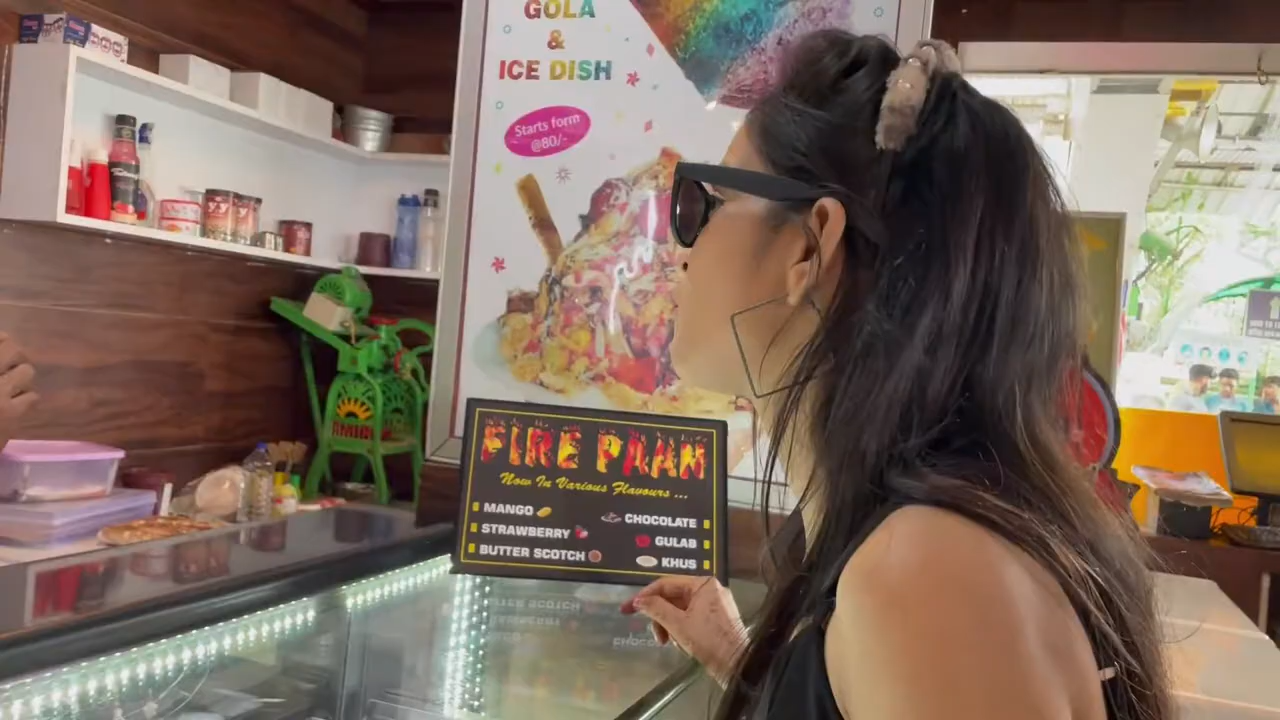 GOLA
&
ICE DISH
Starts form
@80/-
FIRE PAAN
Now In Various Flavours ...
MANGO
STRAWBERRY
BUTTER SCOTCH
CHOCOLATE
GULAB
KHUS